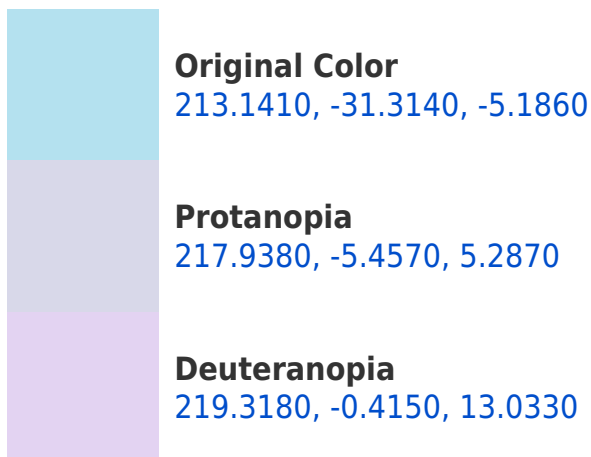 Original Color
213.1410, -31.3140, -5.1860
Protanopia
217.9380, -5.4570, 5.2870
Deuteranopia
219.3180, -0.4150, 13.0330